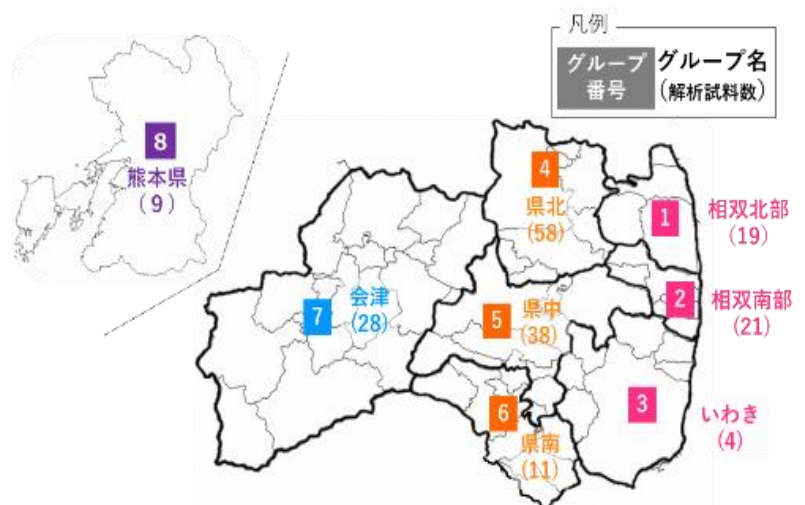 凡例
グループ
番号
グループ名
(解析試料数)
8
熊本県
(9)
4
県北
(58)
1
相双北部
(19)
2
相双南部
(21)
7
会津
(28)
5
県中
(38)
3
いわき
(4)
6
県南
(11)